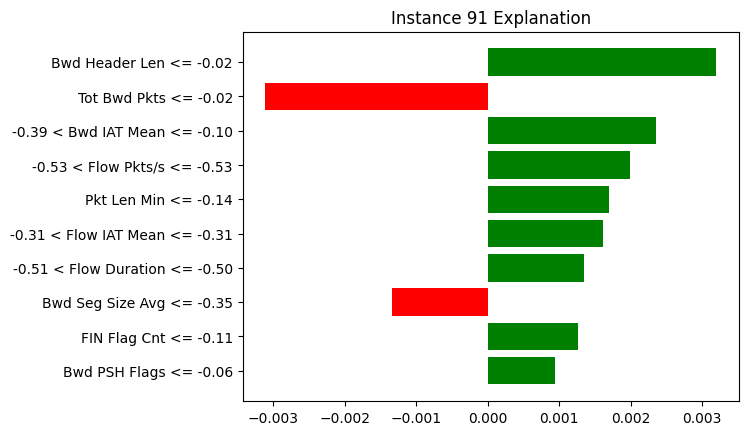 Instance 91 Explanation
Bwd Header Len <= -0.02
Tot Bwd Pkts <= -0.02
-0.39 < Bwd IAT Mean <= -0.10
-0.53 < Flow Pkts/s <= -0.53
Pkt Len Min <= -0.14
-0.31 < Flow IAT Mean <= -0.31
-0.51 < Flow Duration <= -0.50
Bwd Seg Size Avg <= -0.35
FIN Flag Cnt <= -0.11
Bwd PSH Flags <= -0.06
−0.003 −0.002 −0.001 0.000 0.001 0.002 0.003